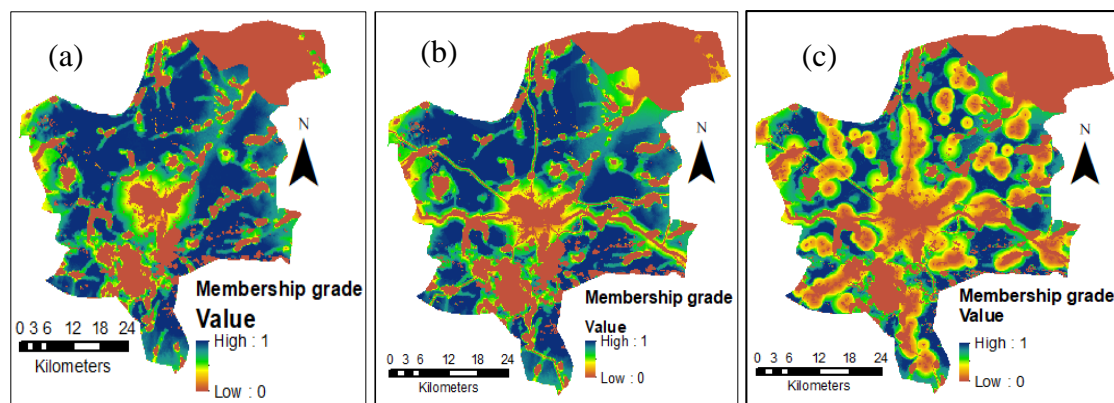 (a)
N
Membership grade
Value
0 3 6 12 18 24
High : 1
Kilometers
Low : 0
(b)
N
Membership grade
Value
0 3 6 12 18 24
High : 1
Kilometers
Low : 0
(c)
N
Membership grade
Value
0 3 6 12 18 24
High : 1
Kilometers
Low : 0